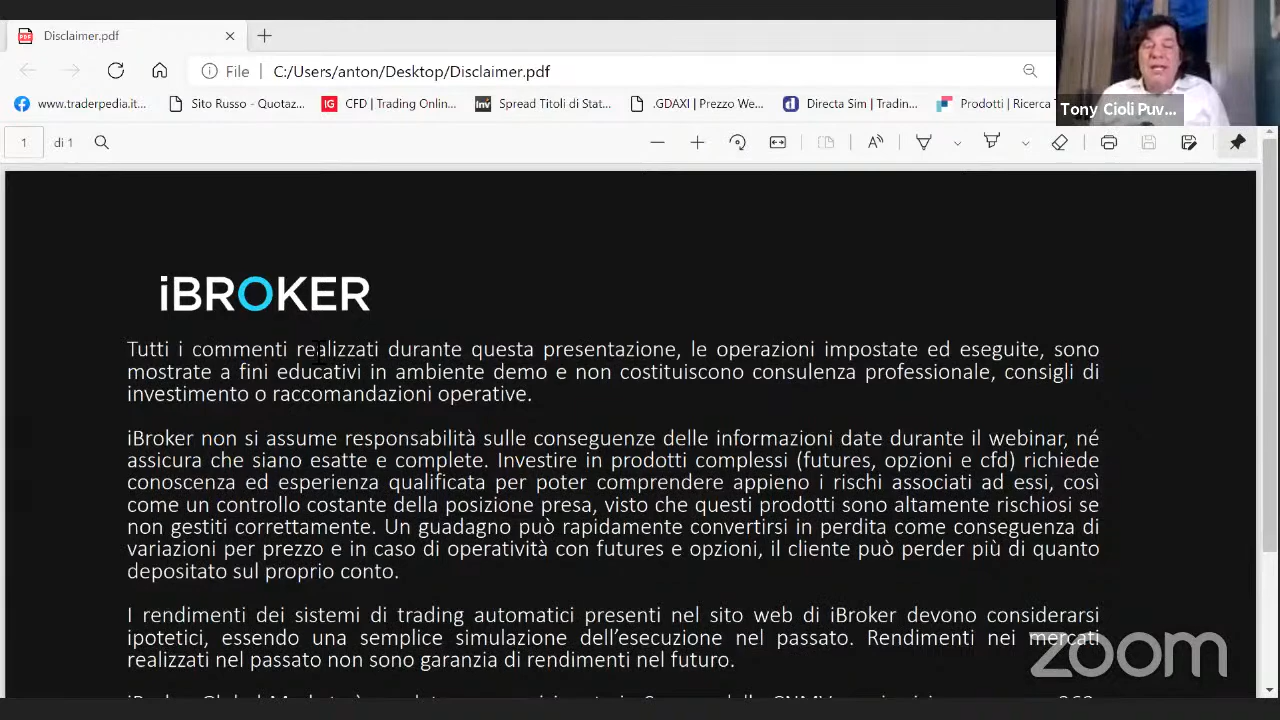 Disclaimer.pdf
File
C:/Users/anton/Desktop/Disclaimer.pdf
www.traderpedia.it...
Sito Russo - Quotaz...
IG
CFD | Trading Onlin...
Inv
Spread Titoli di Stat...
.GDAXI | Prezzo We...
Directa Sim | Tradin...
Prodotti | Ricerca
Tony Cioli Puv...
1
di 1
iBROKER
Tutti i commenti realizzati durante questa presentazione, le operazioni impostate ed eseguite, sono
mostrate a fini educativi in ambiente demo e non costituiscono consulenza professionale, consigli di
investimento o raccomandazioni operative.
iBroker non si assume responsabilità sulle conseguenze delle informazioni date durante il webinar, né
assicura che siano esatte e complete. Investire in prodotti complessi (futures, opzioni e cfd) richiede
conoscenza ed esperienza qualificata per poter comprendere appieno i rischi associati ad essi, così
come un controllo costante della posizione presa, visto che questi prodotti sono altamente rischiosi se
non gestiti correttamente. Un guadagno può rapidamente convertirsi in perdita come conseguenza di
variazioni per prezzo e in caso di operatività con futures e opzioni, il cliente può perder più di quanto
depositato sul proprio conto.
I rendimenti dei sistemi di trading automatici presenti nel sito web di iBroker devono considerarsi
ipotetici, essendo una semplice simulazione dell'esecuzione nel passato. Rendimenti nei mercati
realizzati nel passato non sono garanzia di rendimenti nel futuro.
zoom